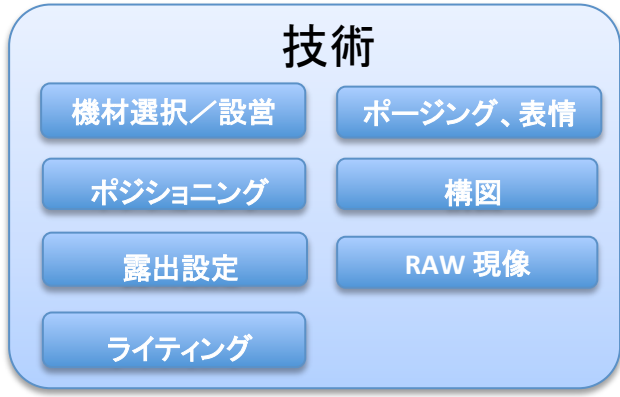 技術
機材選択／設営
ポジショニング
露出設定
ライティング
ポージング、表情
構図
RAW 現像